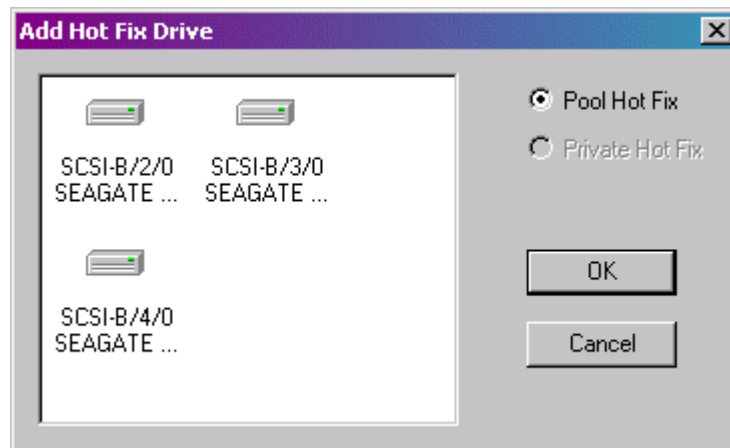 Add Hot Fix Drive
SCSI-B/2/0
SEAGATE ...
SCSI-B/3/0
SEAGATE ...
SCSI-B/4/0
SEAGATE ...
Pool Hot Fix
Private Hot Fix
OK
Cancel